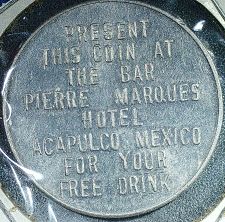 PRESENT
THIS COIN AT
THE BAR
PIERRE MARQUES
HOTEL
ACAPULCO, MEXICO
FOR YOUR
FREE DRINK